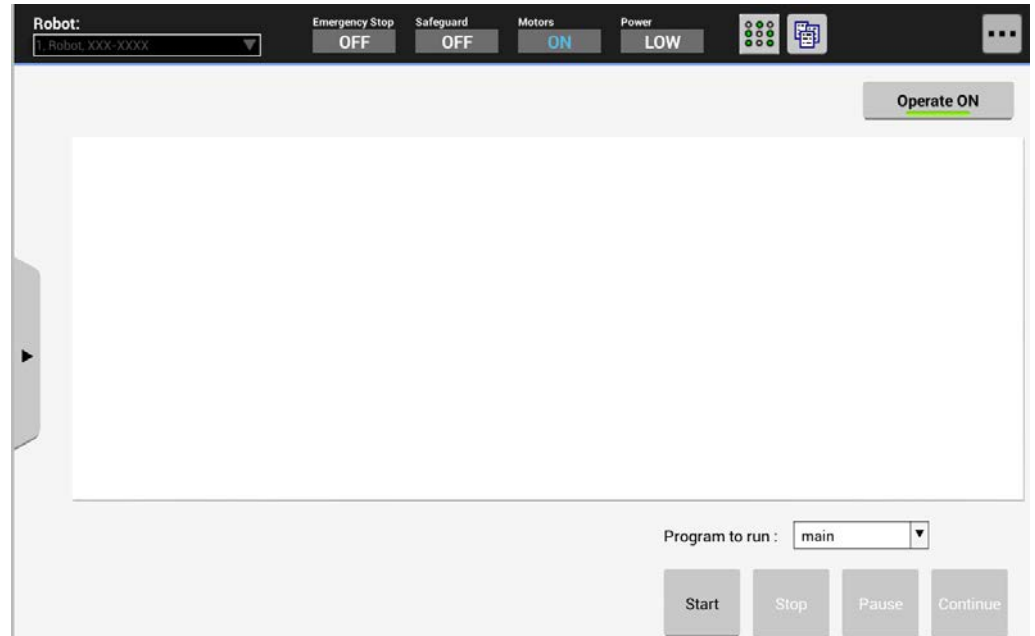 Robot:
1, Robot, XXX-XXXX
Emergency Stop
OFF
Safeguard
OFF
Motors
ON
Power
LOW
Operate ON
Program to run :
main
Start
Stop
Pause
Continue